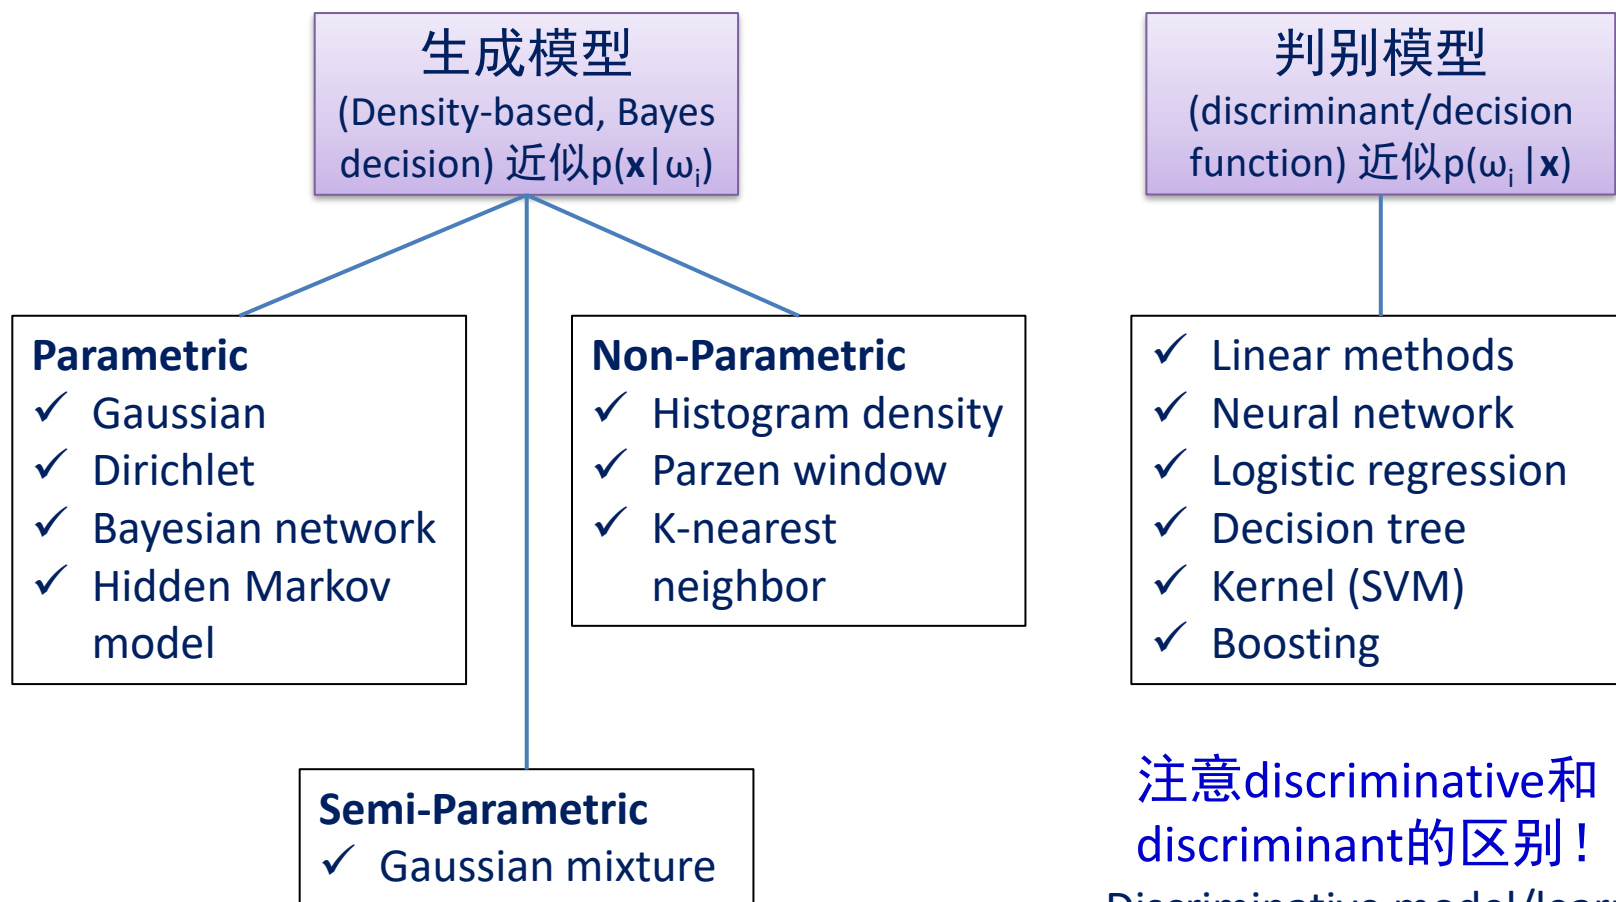 生成模型
(Density-based, Bayes
decision) 近似p(x|ωi)
判别模型
(discriminant/decision
function) 近似p(ωi |x)
Parametric
✓ Gaussian
✓ Dirichlet
✓ Bayesian network
✓ Hidden Markov
model
Non-Parametric
✓ Histogram density
✓ Parzen window
✓ K-nearest
neighbor
✓ Linear methods
✓ Neural network
✓ Logistic regression
✓ Decision tree
✓ Kernel (SVM)
✓ Boosting
Semi-Parametric
✓ Gaussian mixture
注意discriminative和
discriminant的区别!
Discriminative model/lear